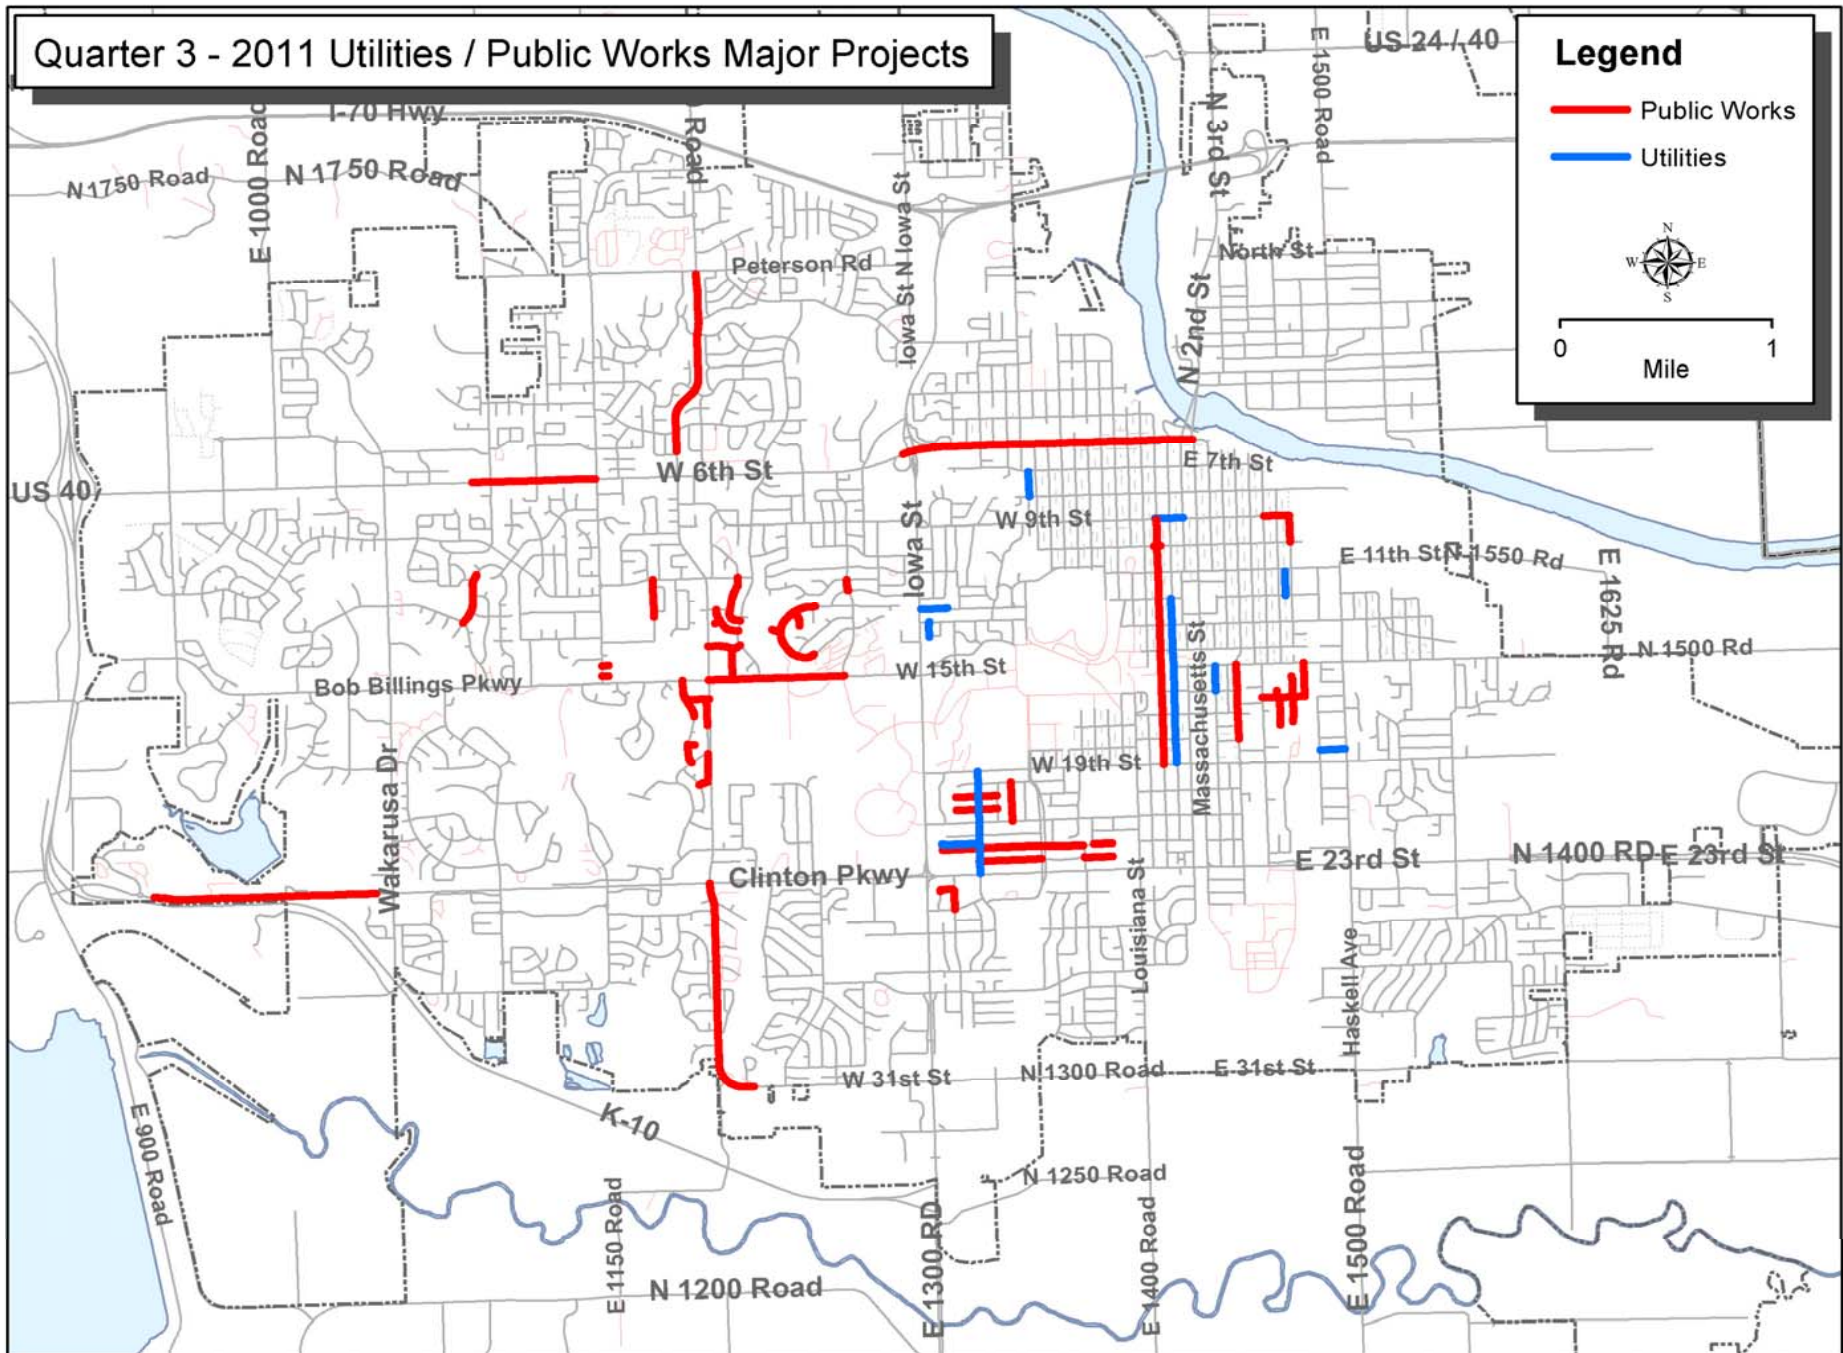 Quarter 3 - 2011 Utilities / Public Works Major Projects
Legend
Public Works
Utilities
N
W
E
S
0
1
Mile
US 24 / 40
E 1500 Road
N 3rd St
I-70 Hwy
E 1000 Road
Road
N 1750 Road
N 1750 Road
Iowa St N Iowa St
Iowa St
Peterson Rd
North St
N 2nd St
W 6th St
E 7th St
US 40
Iowa St
W 9th St
E 11th St
N 1550 Rd
E 1625 Rd
N 1500 Rd
W 15th St
Bob Billings Pkwy
Massachusetts St
Wakarusa Dr
W 19th St
Clinton Pkwy
E 23rd St
N 1400 RD
E 23rd St
Louisiana St
Haskell Ave
W 31st St
N 1300 Road
E 31st St
K-10
E 900 Road
N 1250 Road
E 1150 Road
E 1300 RD
E 1400 Road
E 1500 Road
N 1200 Road